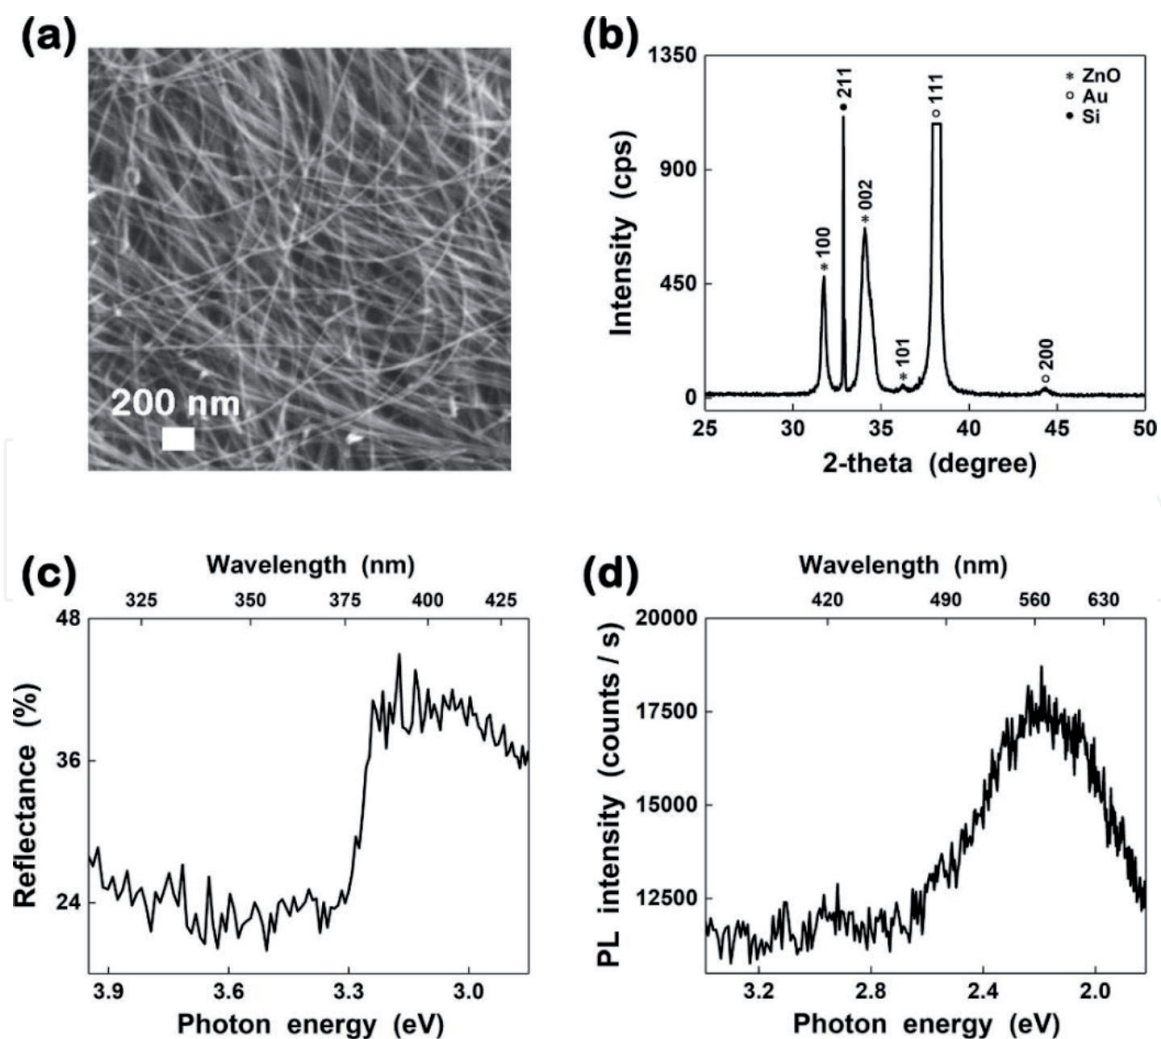 (a)
200 nm
(b)
1350
900
450
0
Intensity (cps)
* 100
● 211
* 002
* 101
○ 111
○ 200
* ZnO
○ Au
● Si
25 30 35 40 45 50
2-theta (degree)
(c)
Wavelength (nm)
325 350 375 400 425
48
36
24
Reflectance (%)
3.9 3.6 3.3 3.0
Photon energy (eV)
(d)
Wavelength (nm)
420 490 560 630
20000
17500
15000
12500
PL intensity (counts / s)
3.2 2.8 2.4 2.0
Photon energy (eV)